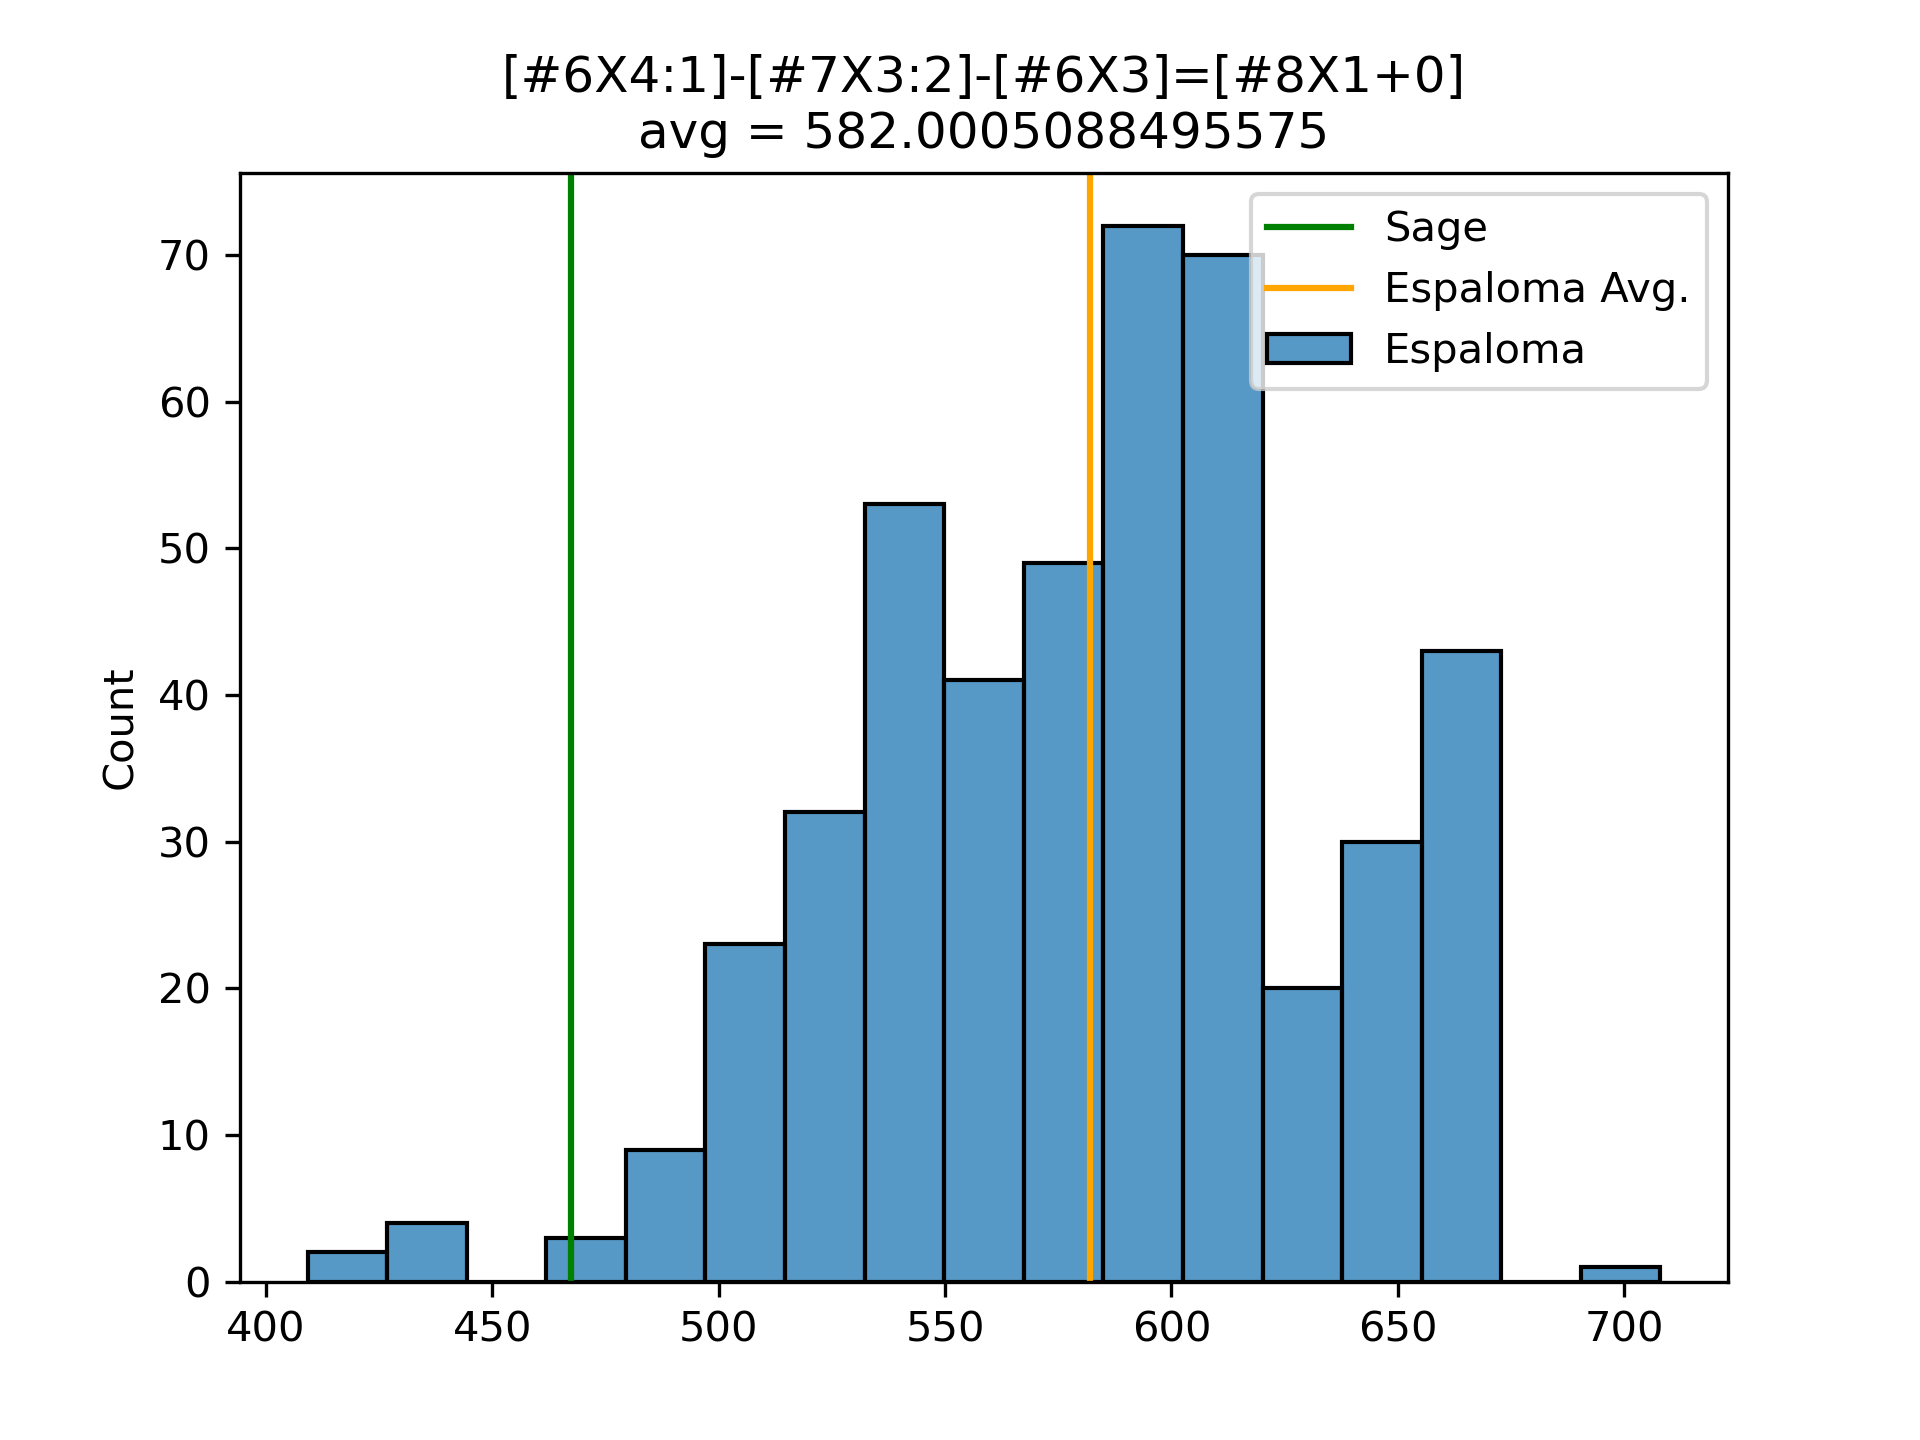 [#6X4:1]-[#7X3:2]-[#6X3]=[#8X1+0]
avg = 582.0005088495575
Sage
Espaloma Avg.
Espaloma
Count
70
60
50
40
30
20
10
0
400 450 500 550 600 650 700